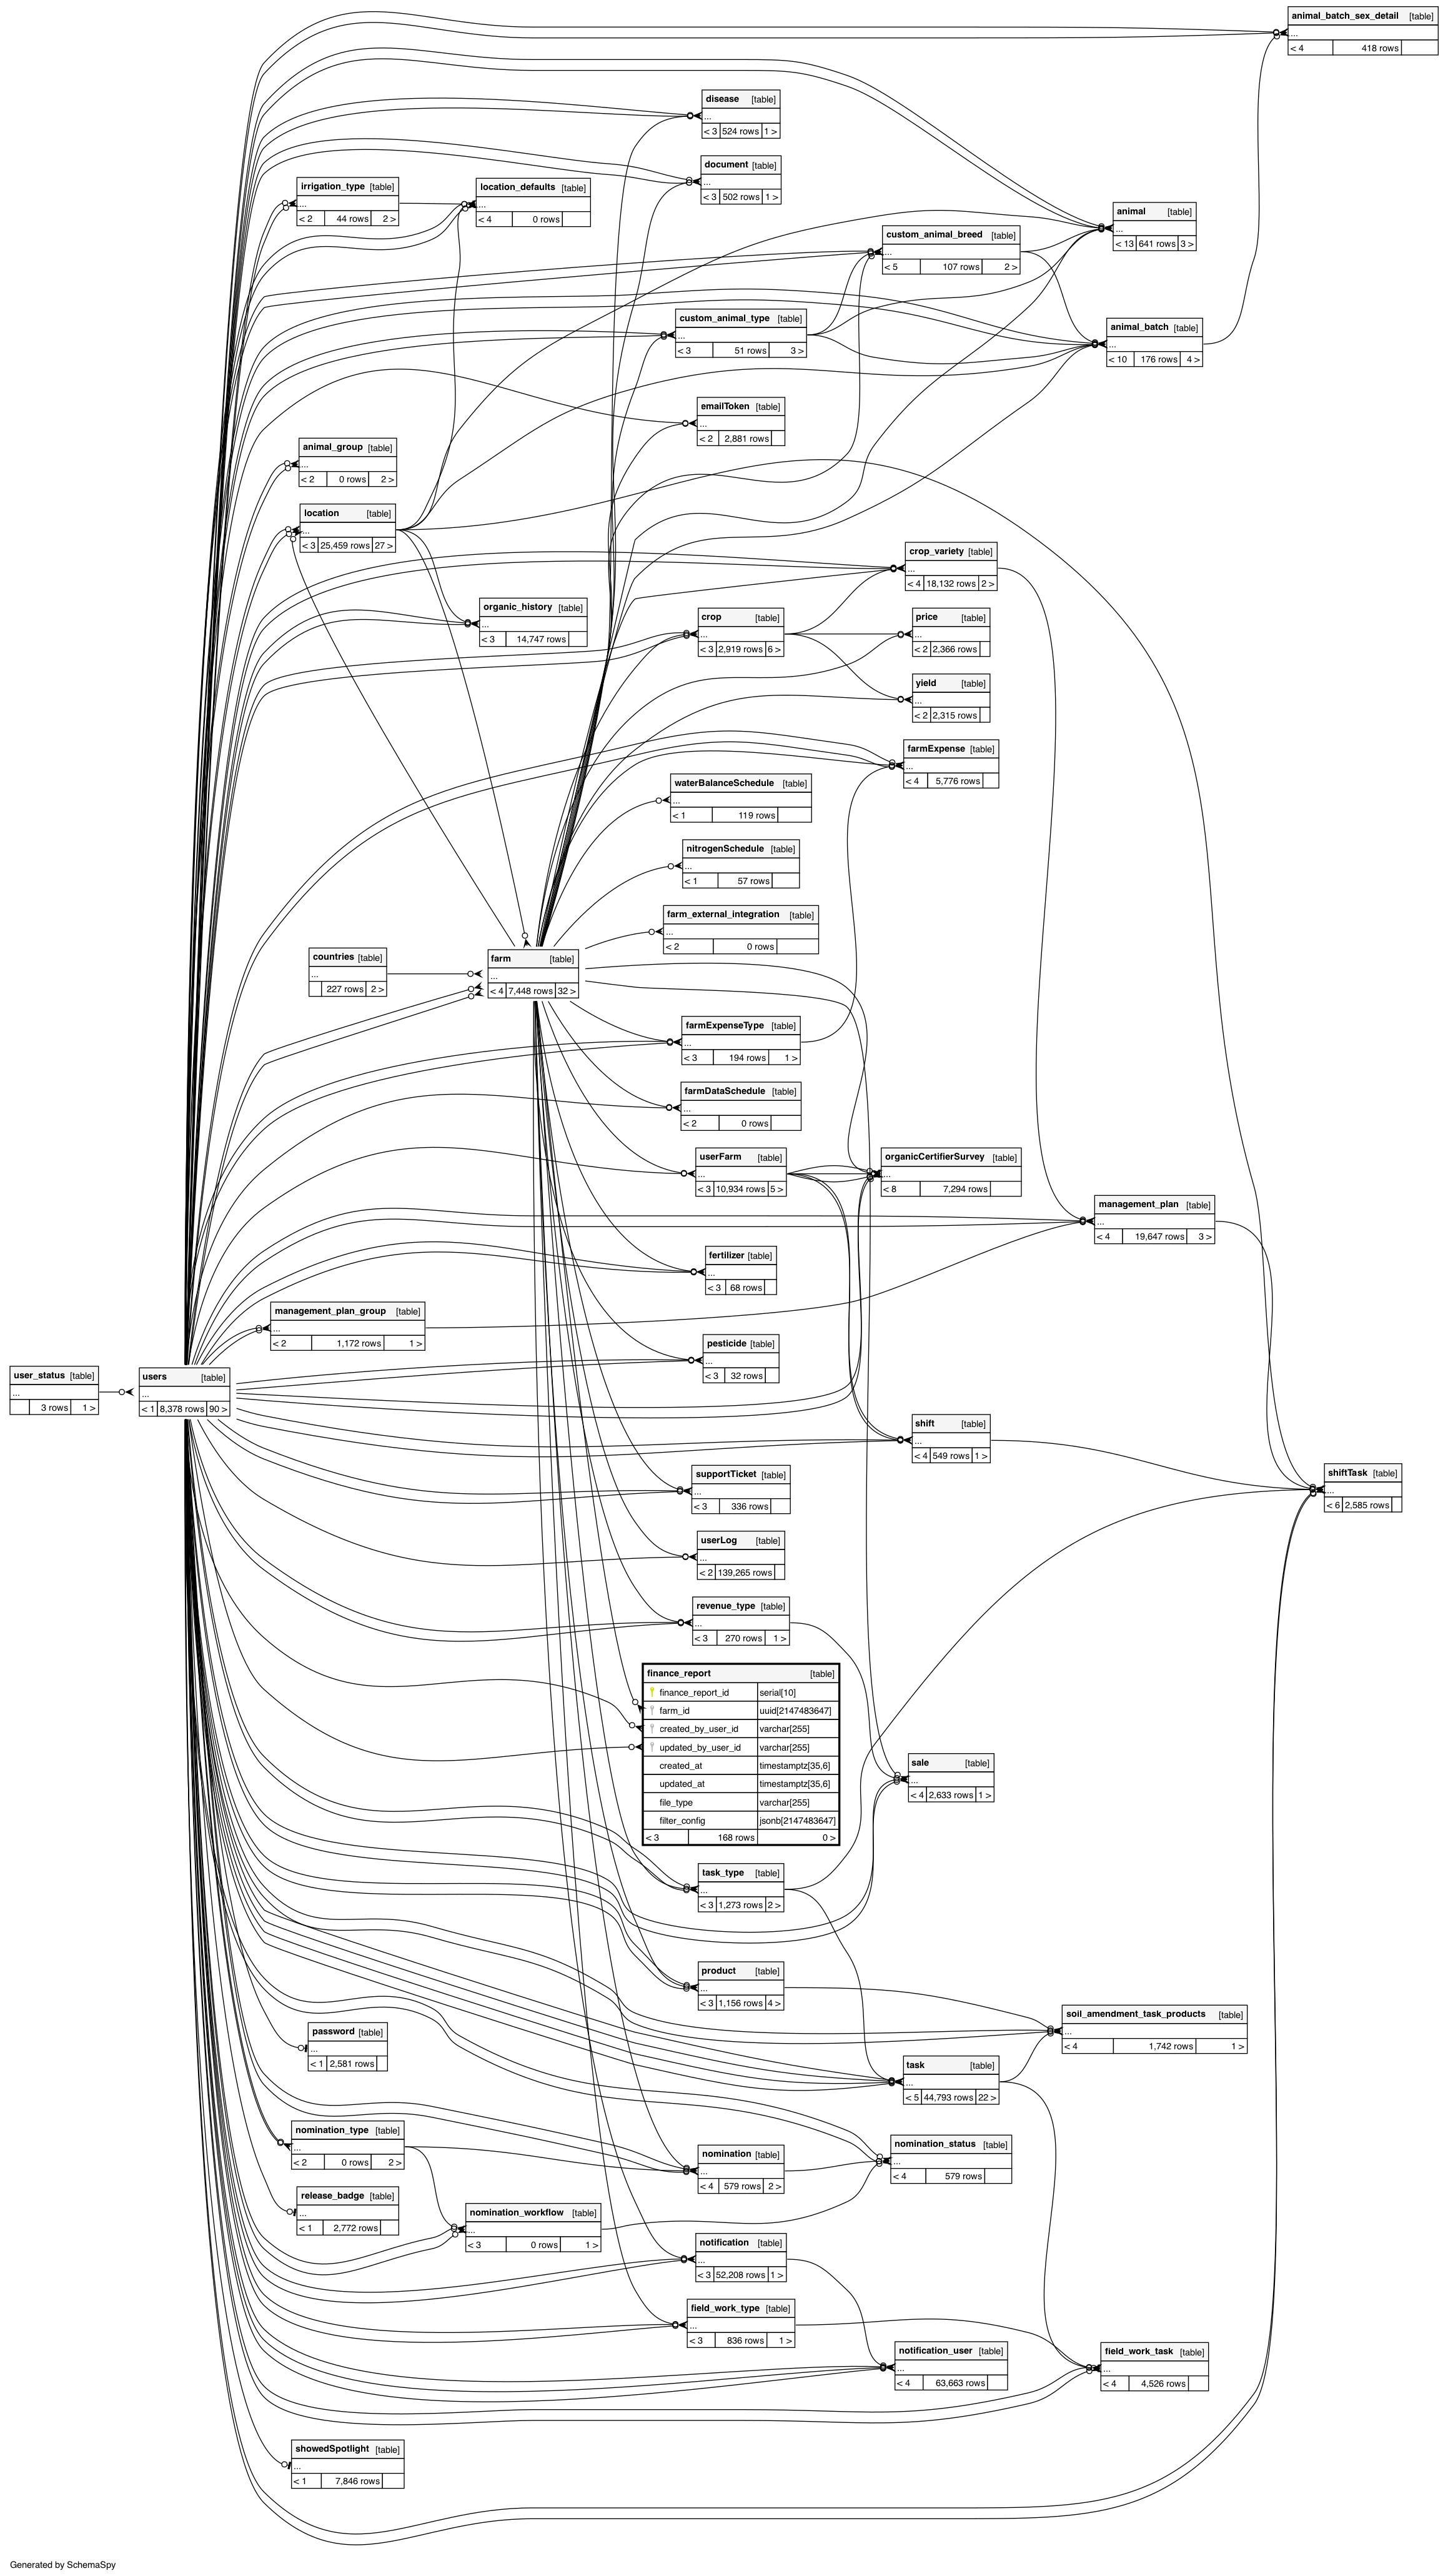 animal_batch_sex_detail [table]
...
< 4 418 rows
disease [table]
...
< 3 524 rows 1 >
document [table]
...
< 3 502 rows 1 >
irrigation_type [table]
...
< 2 44 rows 2 >
location_defaults [table]
...
< 4 0 rows
animal [table]
...
< 13 641 rows 3 >
custom_animal_breed [table]
...
< 5 107 rows 2 >
custom_animal_type [table]
...
< 3 51 rows 3 >
animal_batch [table]
...
< 10 176 rows 4 >
emailToken [table]
...
< 2 2,881 rows
animal_group [table]
...
< 2 0 rows 2 >
location [table]
...
< 3 25,459 rows 27 >
crop_variety [table]
...
< 4 18,132 rows 2 >
organic_history [table]
...
< 3 14,747 rows
crop [table]
...
< 3 2,919 rows 6 >
price [table]
...
< 2 2,366 rows
yield [table]
...
< 2 2,315 rows
farmExpense [table]
...
< 4 5,776 rows
waterBalanceSchedule [table]
...
< 1 119 rows
nitrogenSchedule [table]
...
< 1 57 rows
farm_external_integration [table]
...
< 2 0 rows
countries [table]
...
227 rows 2 >
farm [table]
...
< 4 7,448 rows 32 >
farmExpenseType [table]
...
< 3 194 rows 1 >
farmDataSchedule [table]
...
< 2 0 rows
userFarm [table]
...
< 3 10,934 rows 5 >
organicCertifierSurvey [table]
...
< 8 7,294 rows
management_plan [table]
...
< 4 19,647 rows 3 >
fertilizer [table]
...
< 3 68 rows
management_plan_group [table]
...
< 2 1,172 rows 1 >
pesticide [table]
...
< 3 32 rows
user_status [table]
...
3 rows 1 >
users [table]
...
< 1 8,378 rows 90 >
shift [table]
...
< 4 549 rows 1 >
supportTicket [table]
...
< 3 336 rows
shiftTask [table]
...
< 6 2,585 rows
userLog [table]
...
< 2 139,265 rows
revenue_type [table]
...
< 3 270 rows 1 >
finance_report [table]
finance_report_id serial[10]
farm_id uuid[2147483647]
created_by_user_id varchar[255]
updated_by_user_id varchar[255]
created_at timestamptz[35,6]
updated_at timestamptz[35,6]
file_type varchar[255]
filter_config jsonb[2147483647]
< 3 168 rows 0 >
sale [table]
...
< 4 2,633 rows 1 >
task_type [table]
...
< 3 1,273 rows 2 >
product [table]
...
< 3 1,156 rows 4 >
soil_amendment_task_products [table]
...
< 4 1,742 rows 1 >
password [table]
...
< 1 2,581 rows
task [table]
...
< 5 44,793 rows 22 >
nomination_type [table]
...
< 2 0 rows 2 >
nomination [table]
...
< 4 579 rows 2 >
nomination_status [table]
...
< 4 579 rows
release_badge [table]
...
< 1 2,772 rows
nomination_workflow [table]
...
< 3 0 rows 1 >
notification [table]
...
< 3 52,208 rows 1 >
field_work_type [table]
...
< 3 836 rows 1 >
notification_user [table]
...
< 4 63,663 rows
field_work_task [table]
...
< 4 4,526 rows
showedSpotlight [table]
...
< 1 7,846 rows
Generated by SchemaSpy